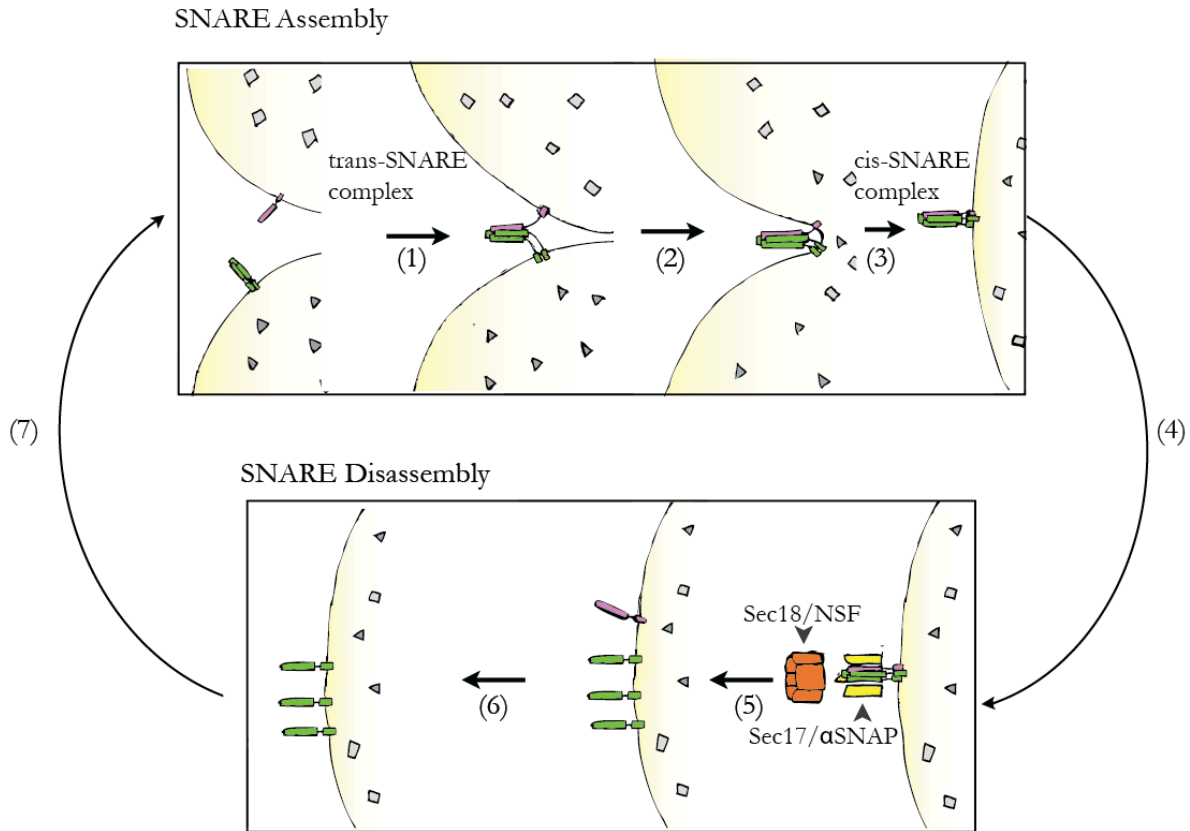 SNARE Assembly
trans-SNARE
complex
cis-SNARE
complex
(1)
(2)
(3)
(7)
(4)
SNARE Disassembly
Sec18/NSF
(6)
(5)
Sec17/αSNAP